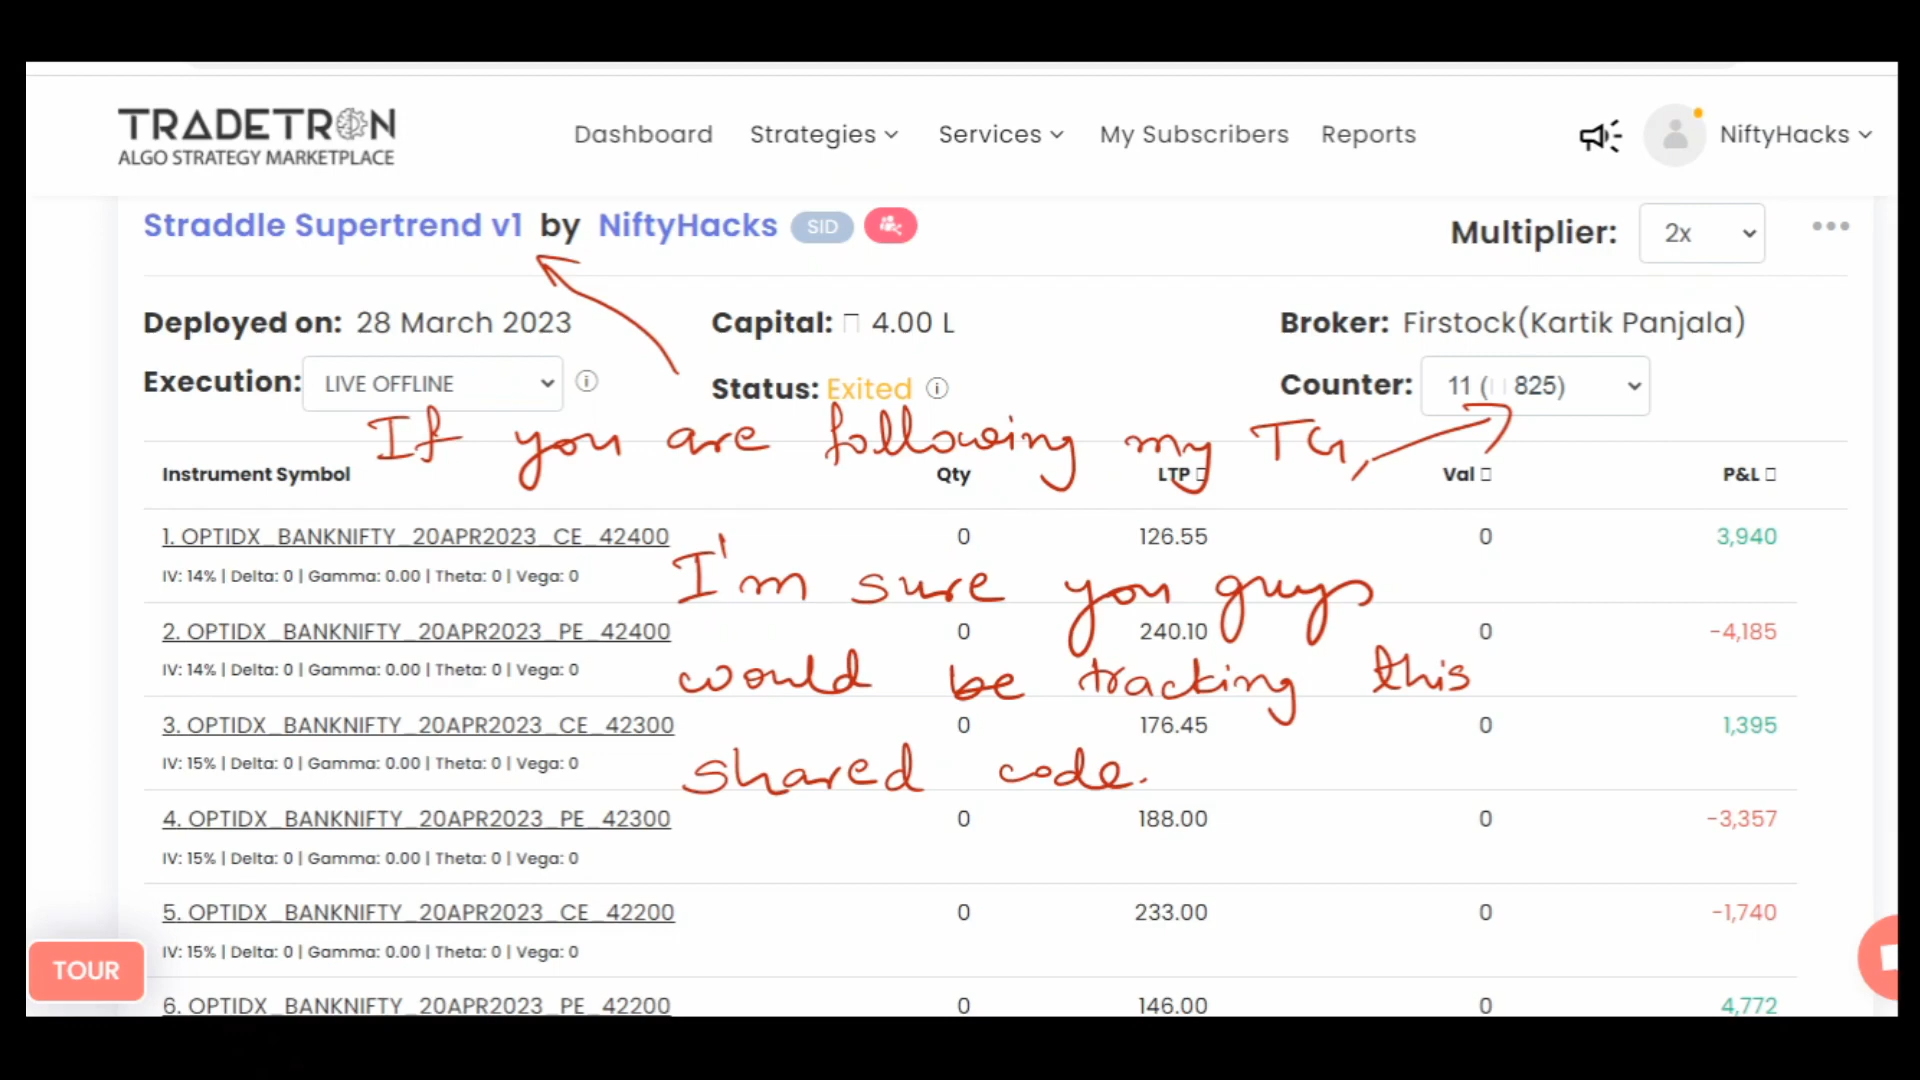 TRADETRON
ALGO STRATEGY MARKETPLACE
Dashboard Strategies Services My Subscribers Reports NiftyHacks
Straddle Supertrend v1 by NiftyHacks SID Multiplier: 2x
Deployed on: 28 March 2023 Capital: 4.00 L Broker: Firstock(Kartik Panjala)
Execution: LIVE OFFLINE Status: Exited Counter: 11 ( 825)
If you are following my TG,
Instrument Symbol Qty LTP Val P&L
1. OPTIDX_BANKNIFTY_20APR2023_CE_42400 0 126.55 0 3,940
IV: 14% | Delta: 0 | Gamma: 0.00 | Theta: 0 | Vega: 0
I'm sure you guys
2. OPTIDX_BANKNIFTY_20APR2023_PE_42400 0 240.10 0 -4,185
IV: 14% | Delta: 0 | Gamma: 0.00 | Theta: 0 | Vega: 0
would be tracking this
3. OPTIDX_BANKNIFTY_20APR2023_CE_42300 0 176.45 0 1,395
IV: 15% | Delta: 0 | Gamma: 0.00 | Theta: 0 | Vega: 0
shared code.
4. OPTIDX_BANKNIFTY_20APR2023_PE_42300 0 188.00 0 -3,357
IV: 15% | Delta: 0 | Gamma: 0.00 | Theta: 0 | Vega: 0
5. OPTIDX_BANKNIFTY_20APR2023_CE_42200 0 233.00 0 -1,740
IV: 15% | Delta: 0 | Gamma: 0.00 | Theta: 0 | Vega: 0
TOUR
6. OPTIDX_BANKNIFTY_20APR2023_PE_42200 0 146.00 0 4,772